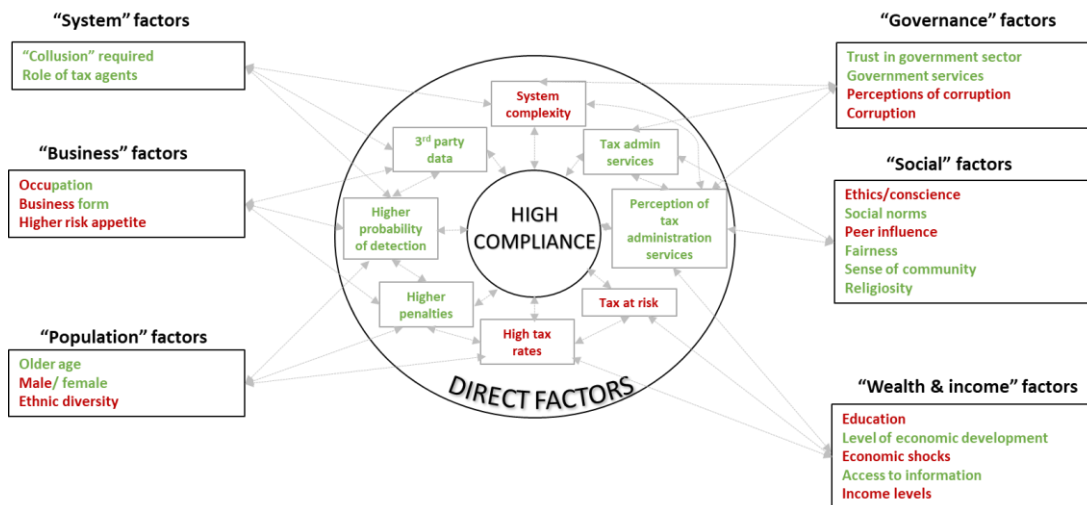 “System” factors
“Collusion” required
Role of tax agents
“Business” factors
Occupation
Business form
Higher risk appetite
“Population” factors
Older age
Male/ female
Ethnic diversity
System
complexity
3rd party
data
Tax admin
services
Higher
probability
of detection
HIGH
COMPLIANCE
Perception of
tax
administration
services
Higher
penalties
Tax at risk
High tax
rates
DIRECT FACTORS
“Governance” factors
Trust in government sector
Government services
Perceptions of corruption
Corruption
“Social” factors
Ethics/conscience
Social norms
Peer influence
Fairness
Sense of community
Religiosity
“Wealth & income” factors
Education
Level of economic development
Economic shocks
Access to information
Income levels